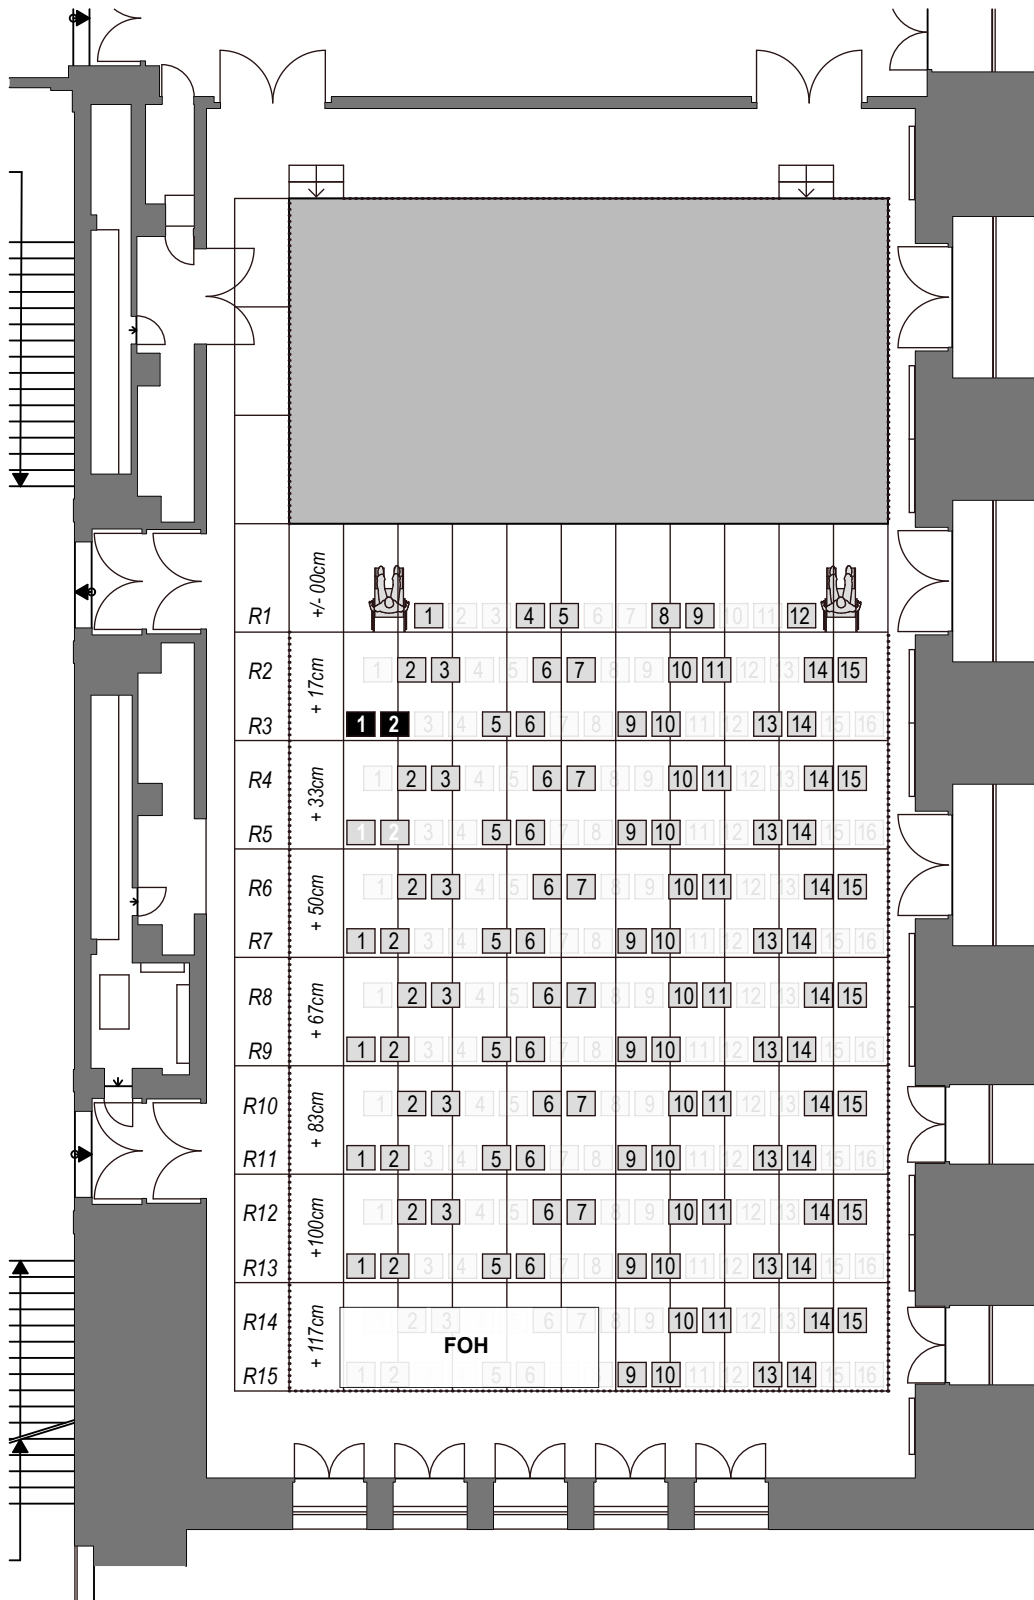 R1 +/- 00cm 1 2 3 4 5 6 7 8 9 10 11 12
R2 1 2 3 4 5 6 7 8 9 10 11 12 13 14 15
+ 17cm
R3 1 2 3 4 5 6 7 8 9 10 11 12 13 14 15 16
R4 1 2 3 4 5 6 7 8 9 10 11 12 13 14 15
+ 33cm
R5 1 2 3 4 5 6 7 8 9 10 11 12 13 14 15 16
R6 1 2 3 4 5 6 7 8 9 10 11 12 13 14 15
+ 50cm
R7 1 2 3 4 5 6 7 8 9 10 11 12 13 14 15 16
R8 1 2 3 4 5 6 7 8 9 10 11 12 13 14 15
+ 67cm
R9 1 2 3 4 5 6 7 8 9 10 11 12 13 14 15 16
R10 1 2 3 4 5 6 7 8 9 10 11 12 13 14 15
+ 83cm
R11 1 2 3 4 5 6 7 8 9 10 11 12 13 14 15 16
R12 1 2 3 4 5 6 7 8 9 10 11 12 13 14 15
+100cm
R13 1 2 3 4 5 6 7 8 9 10 11 12 13 14 15 16
R14 2 3 6 7 8 9 10 11 12 13 14 15
+ 117cm FOH
R15 1 2 5 6 9 10 11 12 13 14 15 16